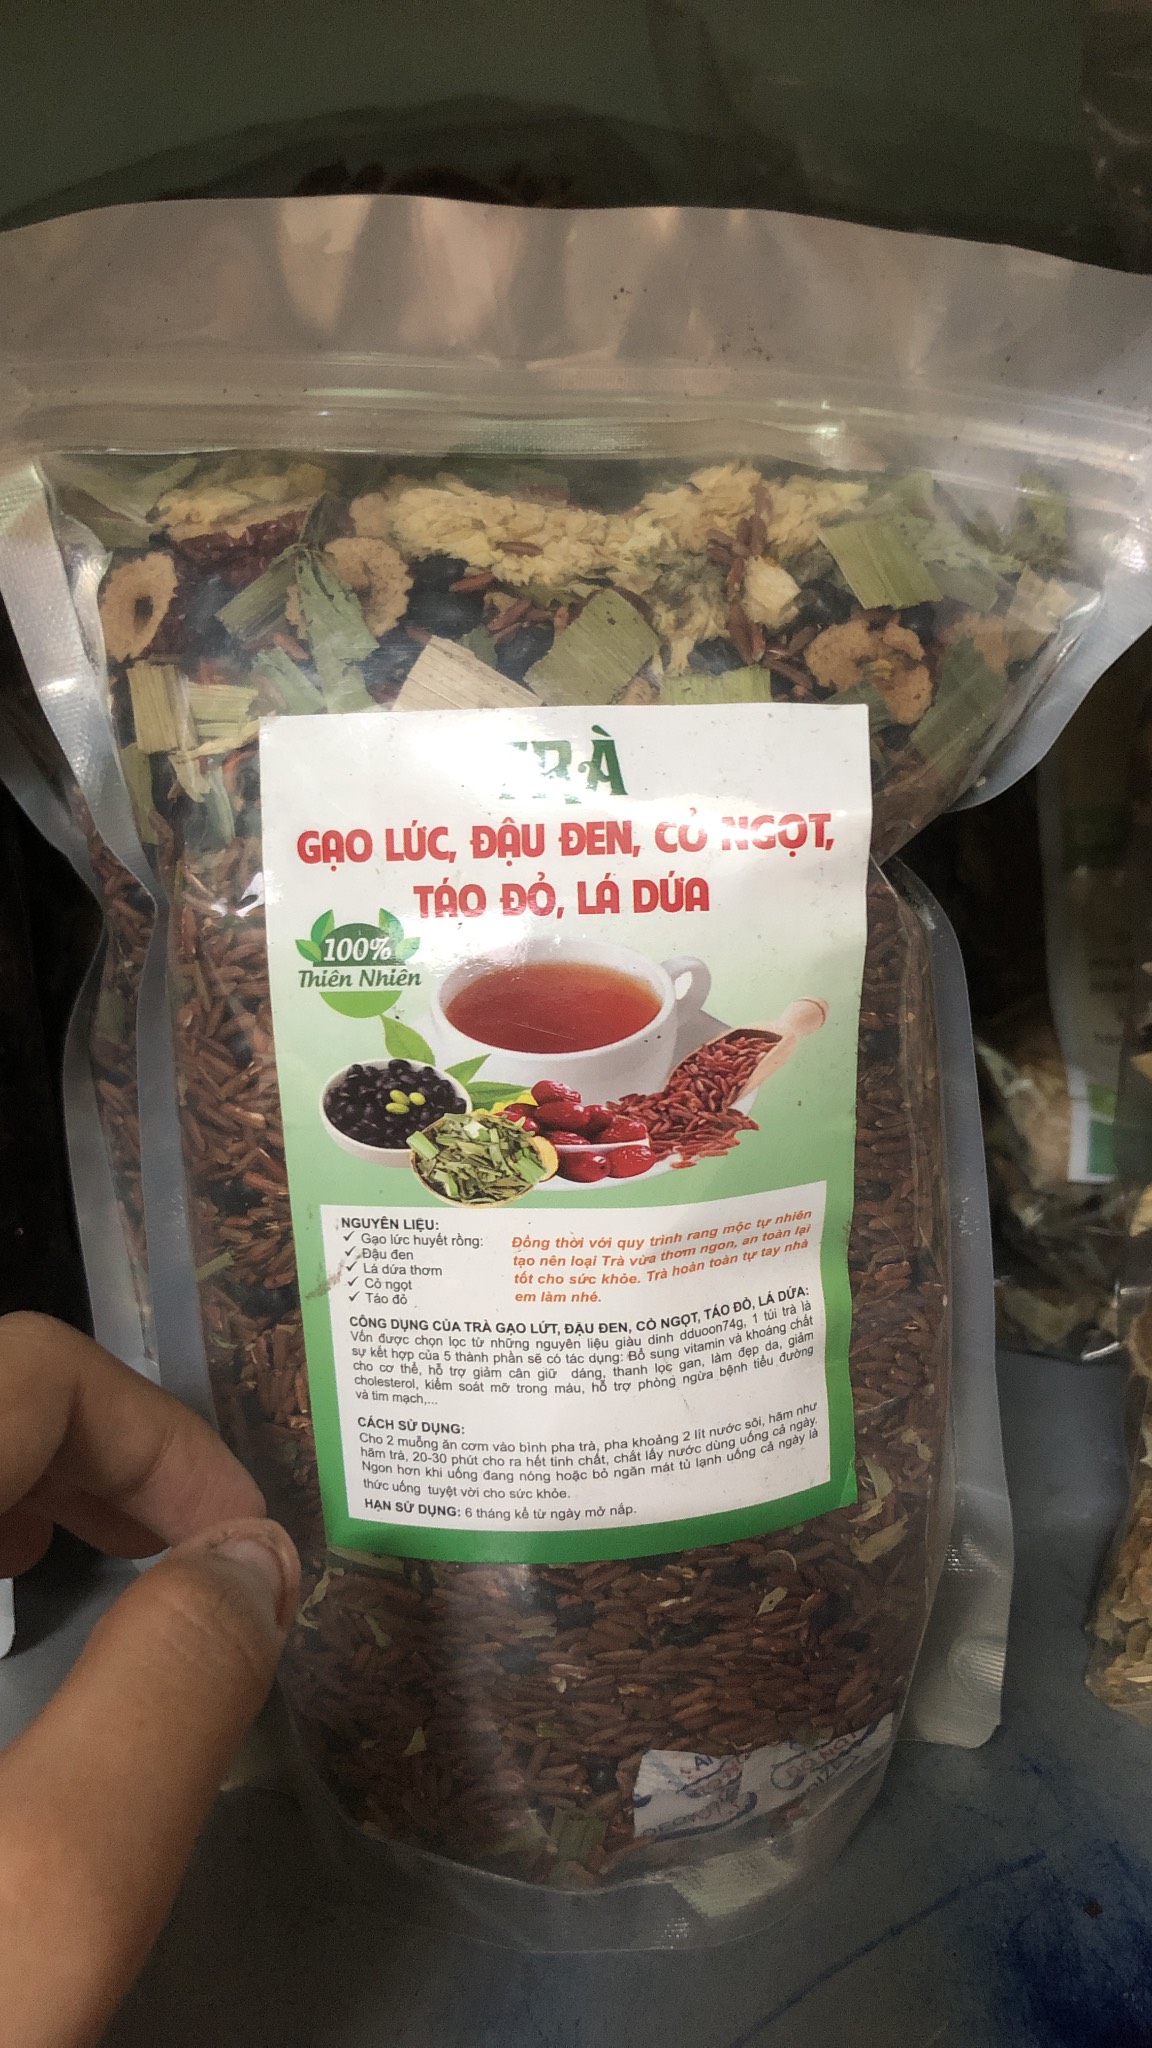 TRÀ
GẠO LỨC, ĐẬU ĐEN, CỎ NGỌT,
TÁO ĐỎ, LÁ DỨA
100%
Thiên Nhiên
NGUYÊN LIỆU:
✓ Gạo lức huyết rồng:
✓ Đậu đen
✓ Lá dứa thơm
✓ Cỏ ngọt
✓ Táo đỏ
Đồng thời với quy trình rang mộc tự nhiên
tạo nên loại Trà vừa thơm ngon, an toàn lại
tốt cho sức khỏe. Trà hoàn toàn tự tay nhà
em làm nhé.
CÔNG DỤNG CỦA TRÀ GẠO LỨT, ĐẬU ĐEN, CỎ NGỌT, TÁO ĐỎ, LÁ DỨA:
Vốn được chọn lọc từ những nguyên liệu giàu dinh dduoon74g, 1 túi trà là
sự kết hợp của 5 thành phần sẽ có tác dụng: Bổ sung vitamin và khoáng chất
cho cơ thể, hỗ trợ giảm cân giữ dáng, thanh lọc gan, làm đẹp da, giảm
cholesterol, kiểm soát mỡ trong máu, hỗ trợ phòng ngừa bệnh tiểu đường
và tim mạch,...
CÁCH SỬ DỤNG:
Cho 2 muỗng ăn cơm vào bình pha trà, pha khoảng 2 lít nước sôi, hãm như
hãm trà, 20-30 phút cho ra hết tinh chất, chắt lấy nước dùng uống cả ngày.
Ngon hơn khi uống đang nóng hoặc bỏ ngăn mát tủ lạnh uống cả ngày là
thức uống tuyệt vời cho sức khỏe.
HẠN SỬ DỤNG: 6 tháng kể từ ngày mở nắp.